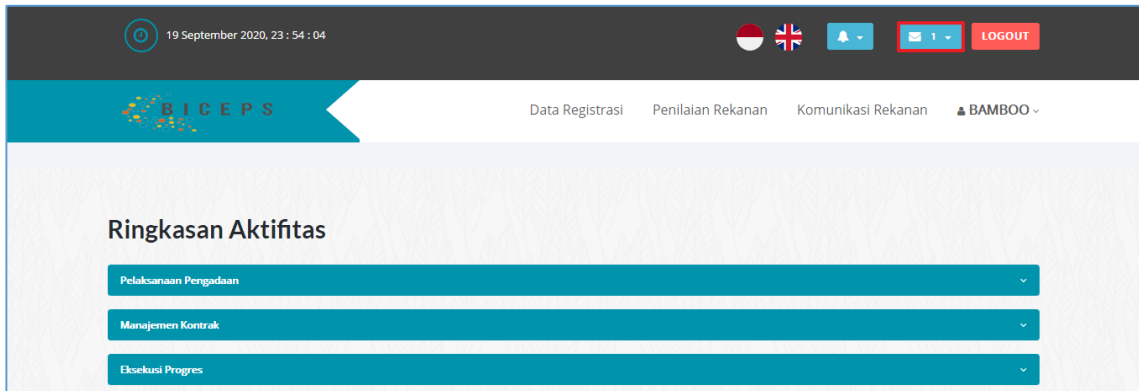 19 September 2020, 23 : 54 : 04
1
LOGOUT
BICEPS
Data Registrasi Penilaian Rekanan Komunikasi Rekanan BAMBOO
Ringkasan Aktifitas
Pelaksanaan Pengadaan
Manajemen Kontrak
Eksekusi Progres